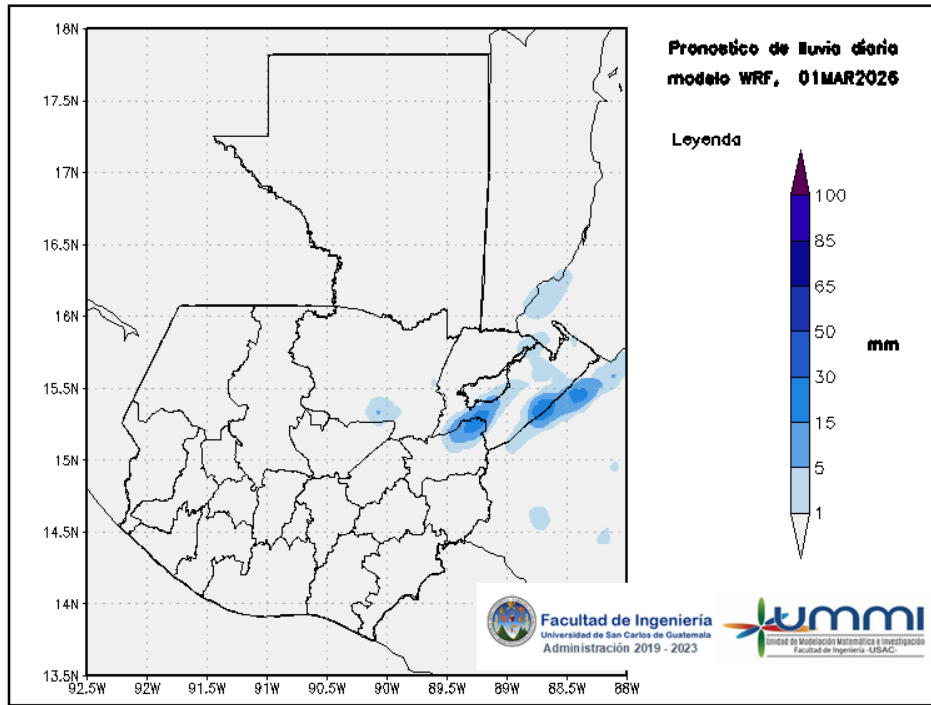 Pronostico de lluvia diaria
modelo WRF, 01MAR2026
Leyenda
100
85
65
50
30
15
5
1
mm
18N
17.5N
17N
16.5N
16N
15.5N
15N
14.5N
14N
13.5N
92.5W
92W
91.5W
91W
90.5W
90W
89.5W
89W
88.5W
88W
Facultad de Ingeniería
Universidad de San Carlos de Guatemala
Administración 2019 - 2023
ummi
Unidad de Modelación Matemática e Investigación
Facultad de Ingeniería -USAC-